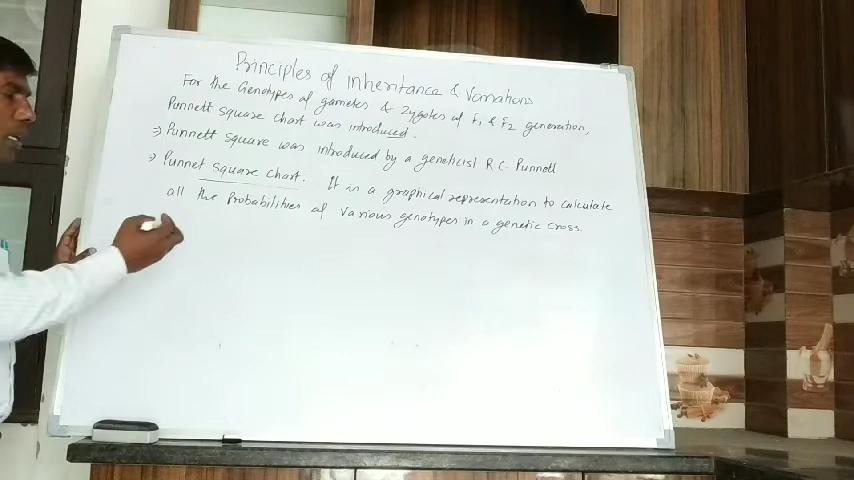 Principles of Inheritance & Variations
For the Genotypes of gametes & Zygotes of F1 & F2 generation,
Punnett Square chart was introduced.
⇒ Punnett Square was introduced by a geneticist R.C. Punnett
⇒ Punnet Square Chart. It is a graphical representation to calculate
all the Probabilities of various genotypes in a genetic cross.